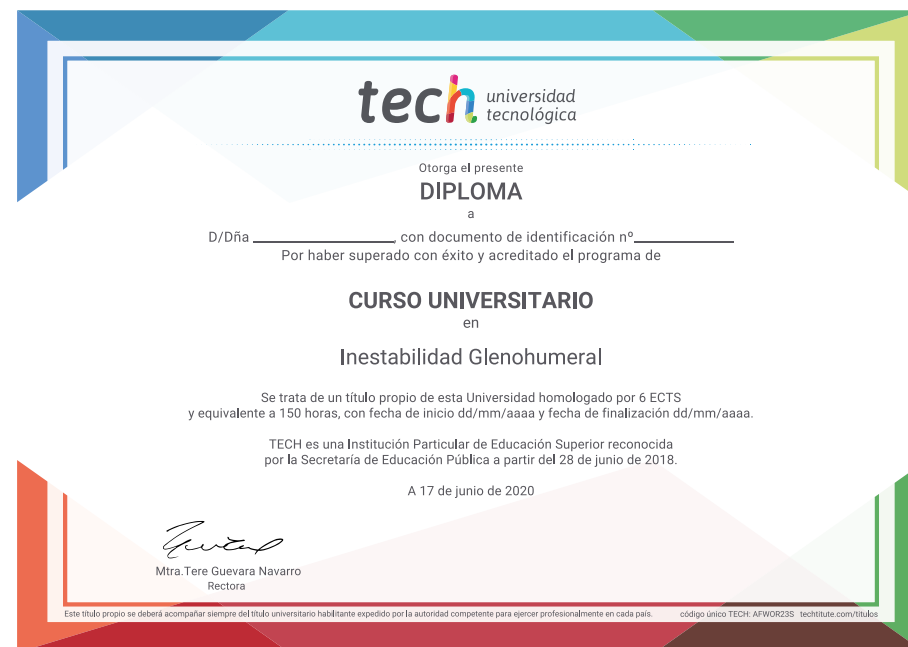 tech universidad
tecnológica
Otorga el presente
DIPLOMA
a
D/Dña ______________, con documento de identificación nº__________
Por haber superado con éxito y acreditado el programa de
CURSO UNIVERSITARIO
en
Inestabilidad Glenohumeral
Se trata de un título propio de esta Universidad homologado por 6 ECTS
y equivalente a 150 horas, con fecha de inicio dd/mm/aaaa y fecha de finalización dd/mm/aaaa.
TECH es una Institución Particular de Educación Superior reconocida
por la Secretaría de Educación Pública a partir del 28 de junio de 2018.
A 17 de junio de 2020
Mtra.Tere Guevara Navarro
Rectora
Este título propio se deberá acompañar siempre del título universitario habilitante expedido por la autoridad competente para ejercer profesionalmente en cada país. código único TECH: AFWOR23S techtitute.com/titulos